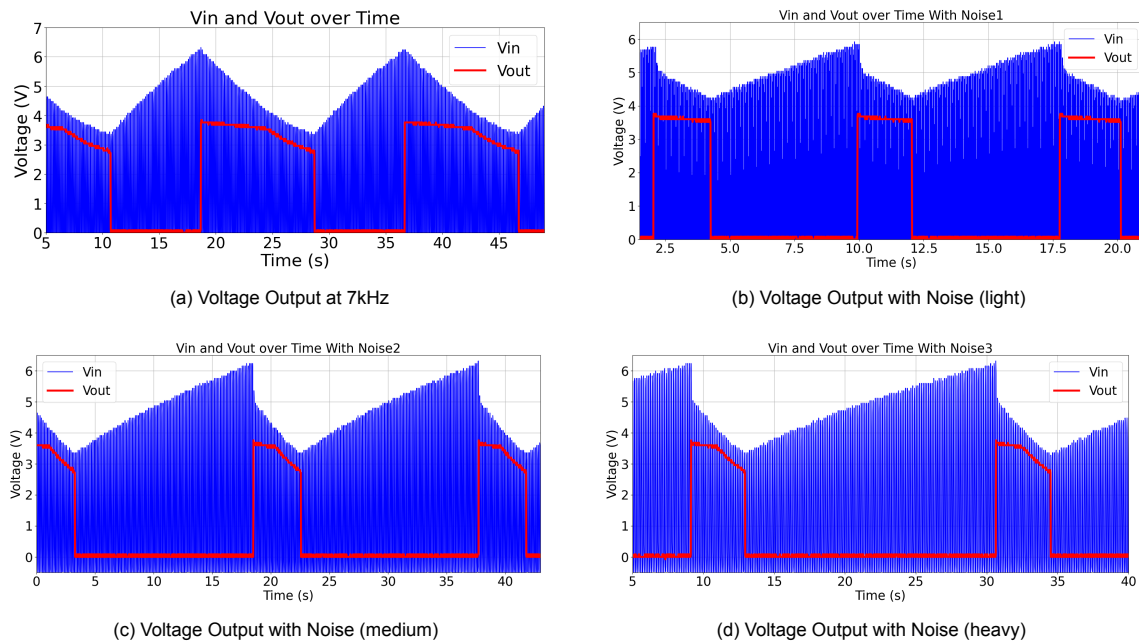 Vin and Vout over Time
Voltage (V)
7
6
5
4
3
2
1
0
Vin
Vout
5 10 15 20 25 30 35 40 45
Time (s)
(a) Voltage Output at 7kHz
Vin and Vout over Time With Noise1
Voltage (V)
6
5
4
3
2
1
0
Vin
Vout
2.5 5.0 7.5 10.0 12.5 15.0 17.5 20.0
Time (s)
(b) Voltage Output with Noise (light)
Vin and Vout over Time With Noise2
Voltage (V)
6
5
4
3
2
1
0
Vin
Vout
0 5 10 15 20 25 30 35 40
Time (s)
(c) Voltage Output with Noise (medium)
Vin and Vout over Time With Noise3
Voltage (V)
6
5
4
3
2
1
0
Vin
Vout
5 10 15 20 25 30 35 40
Time (s)
(d) Voltage Output with Noise (heavy)